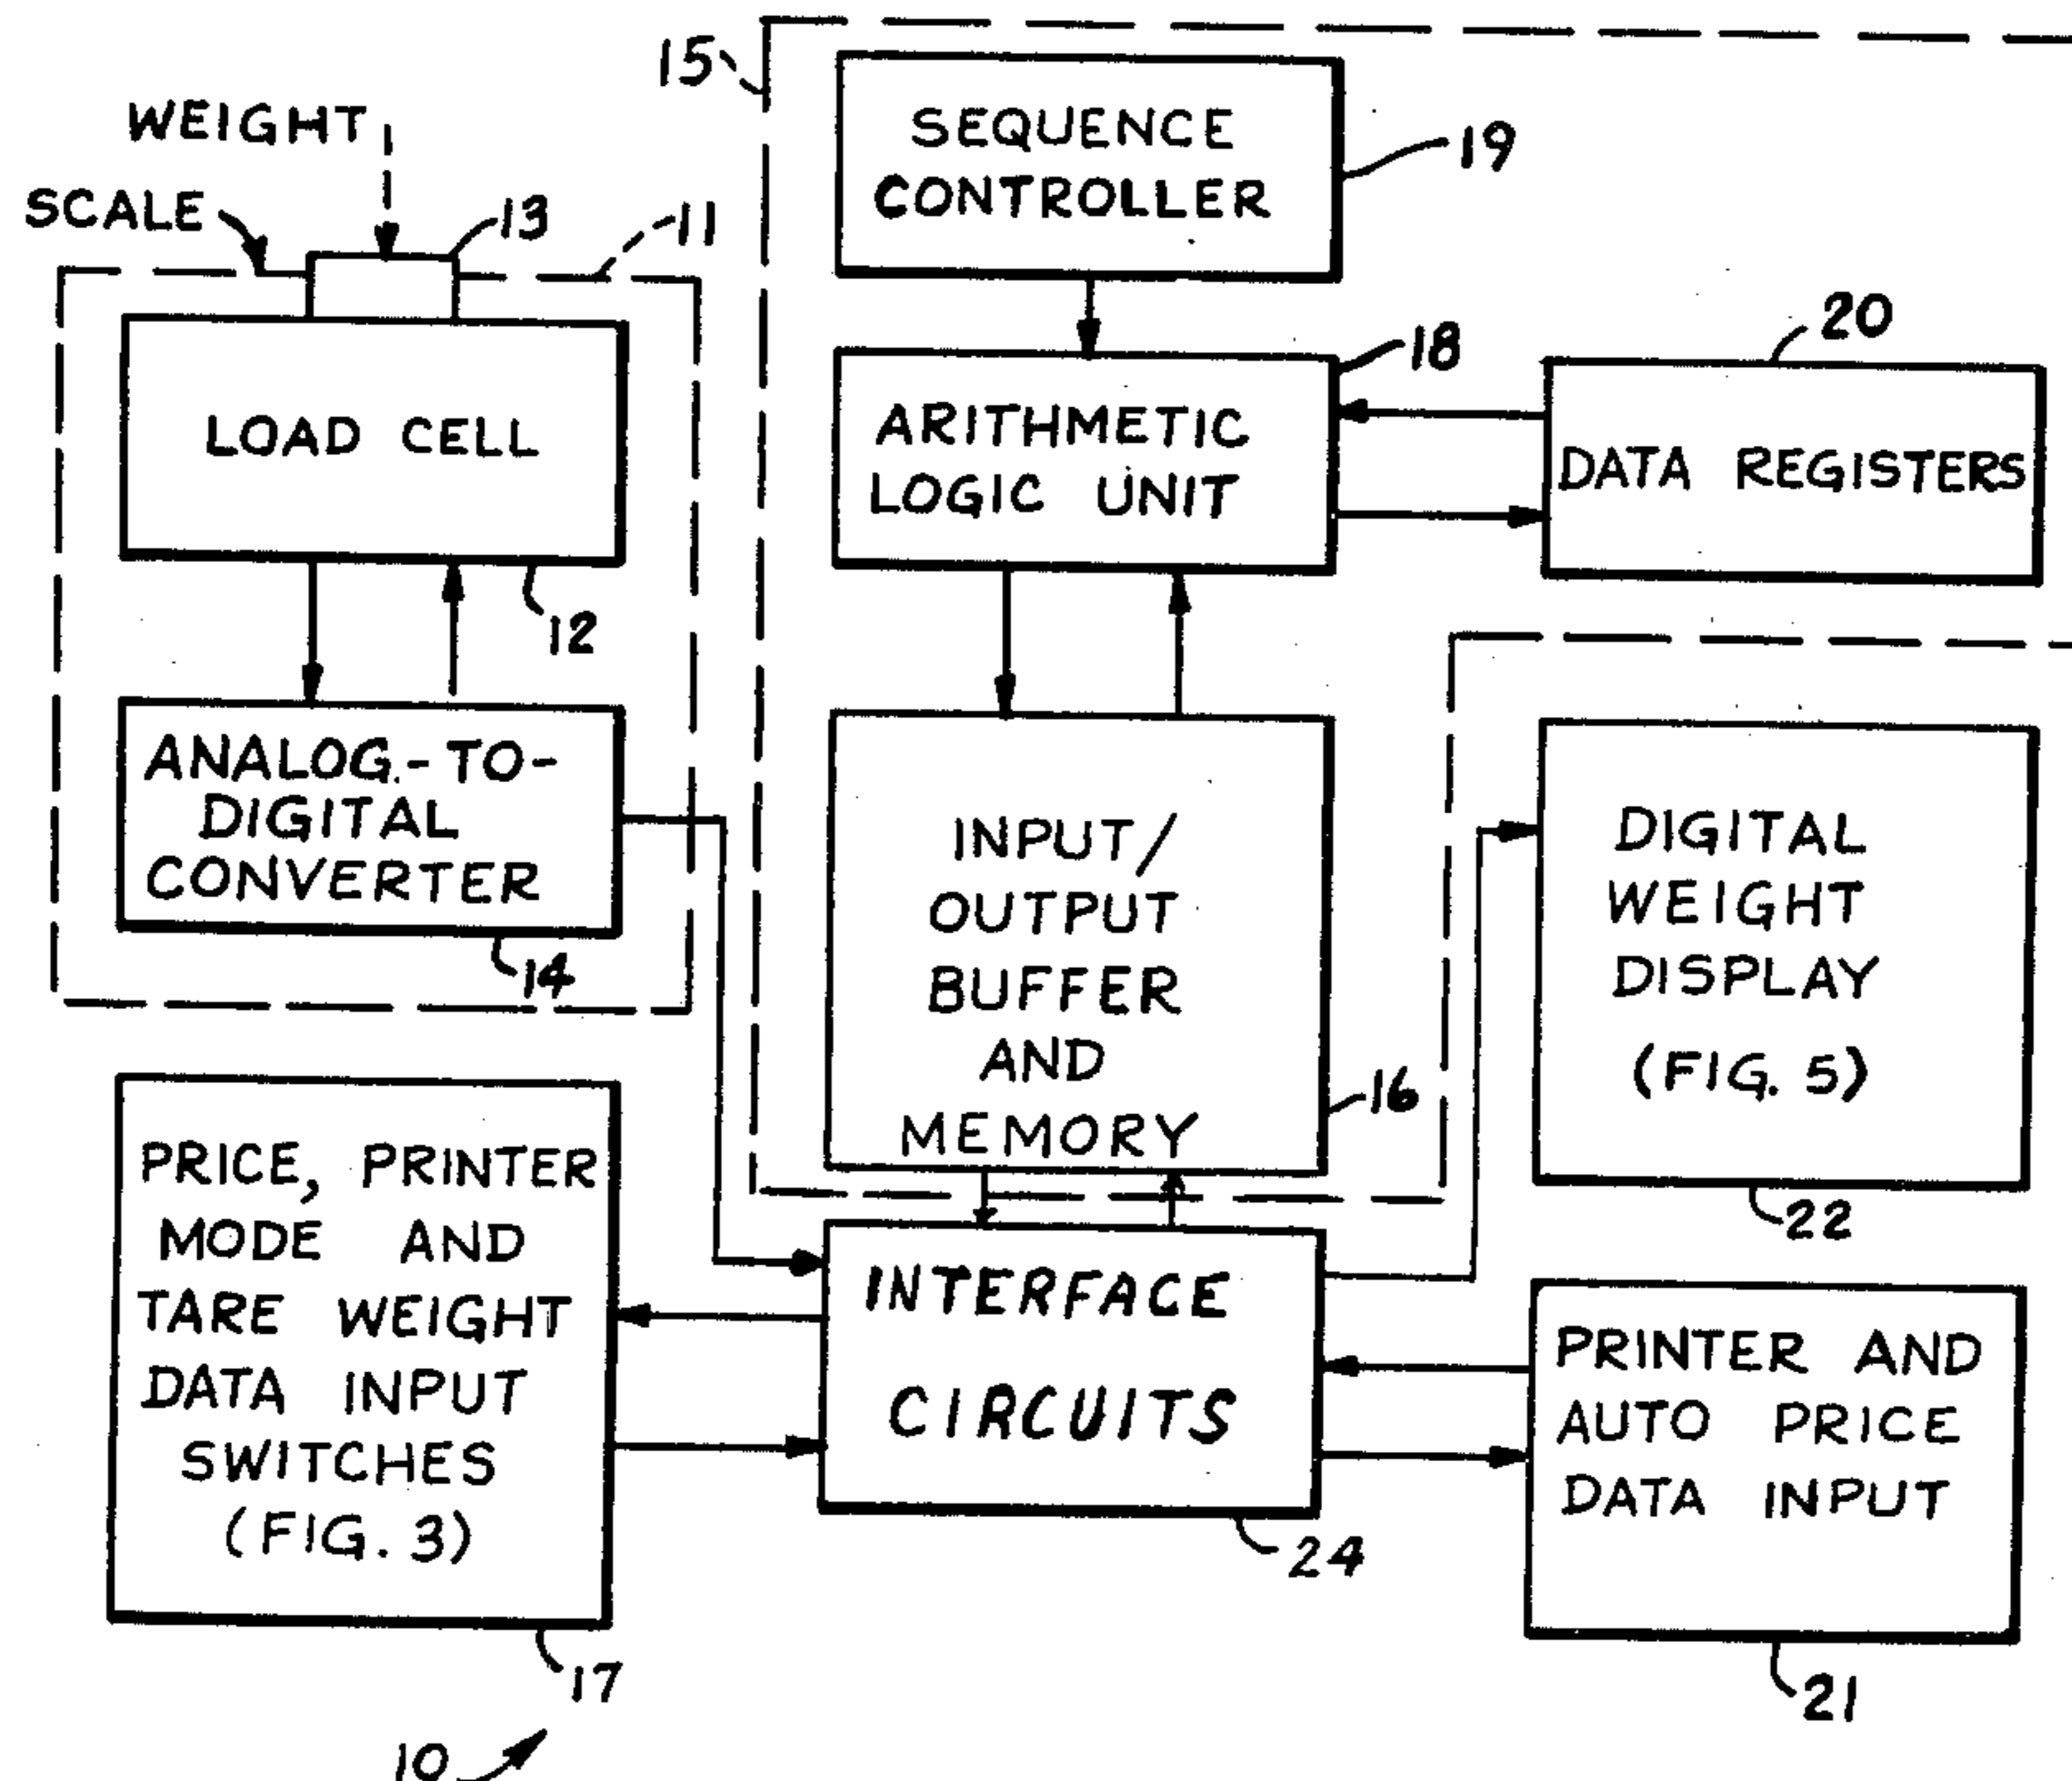 15
WEIGHT
SCALE
13
11
SEQUENCE
CONTROLLER
19
LOAD CELL
12
ARITHMETIC
LOGIC UNIT
18
20
DATA REGISTERS
ANALOG.-TO-
DIGITAL
CONVERTER
14
INPUT/
OUTPUT
BUFFER
AND
MEMORY
16
DIGITAL
WEIGHT
DISPLAY
(FIG. 5)
22
PRICE, PRINTER
MODE AND
TARE WEIGHT
DATA INPUT
SWITCHES
(FIG. 3)
17
INTERFACE
CIRCUITS
24
PRINTER AND
AUTO PRICE
DATA INPUT
21
10